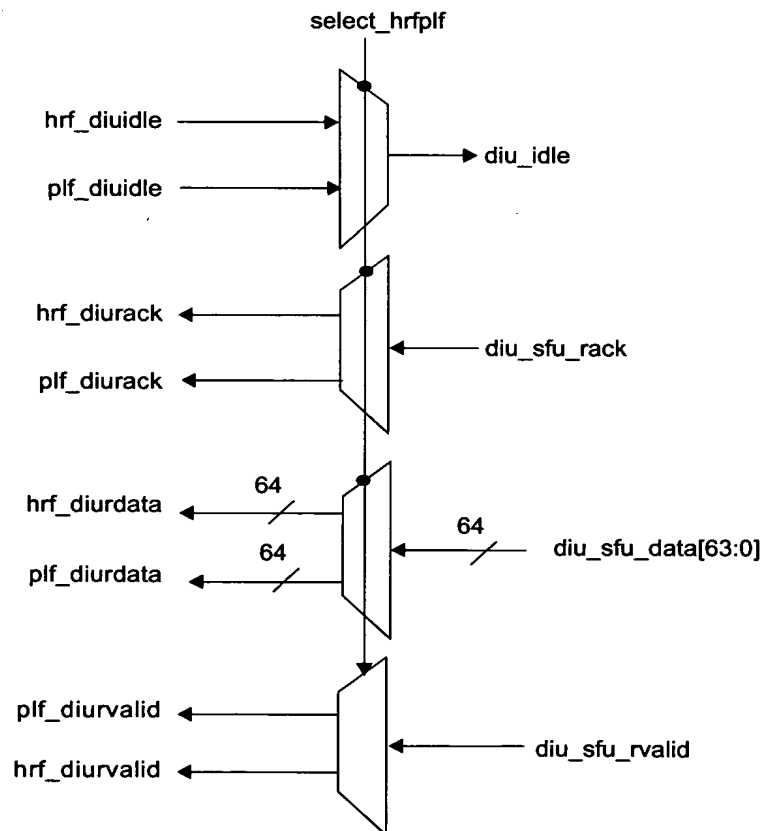 select_hrfplf
hrf_diuidle
diu_idle
plf_diuidle
hrf_diurack
diu_sfu_rack
plf_diurack
64
hrf_diurdata
64
64
diu_sfu_data[63:0]
plf_diurdata
plf_diurvalid
diu_sfu_rvalid
hrf_diurvalid